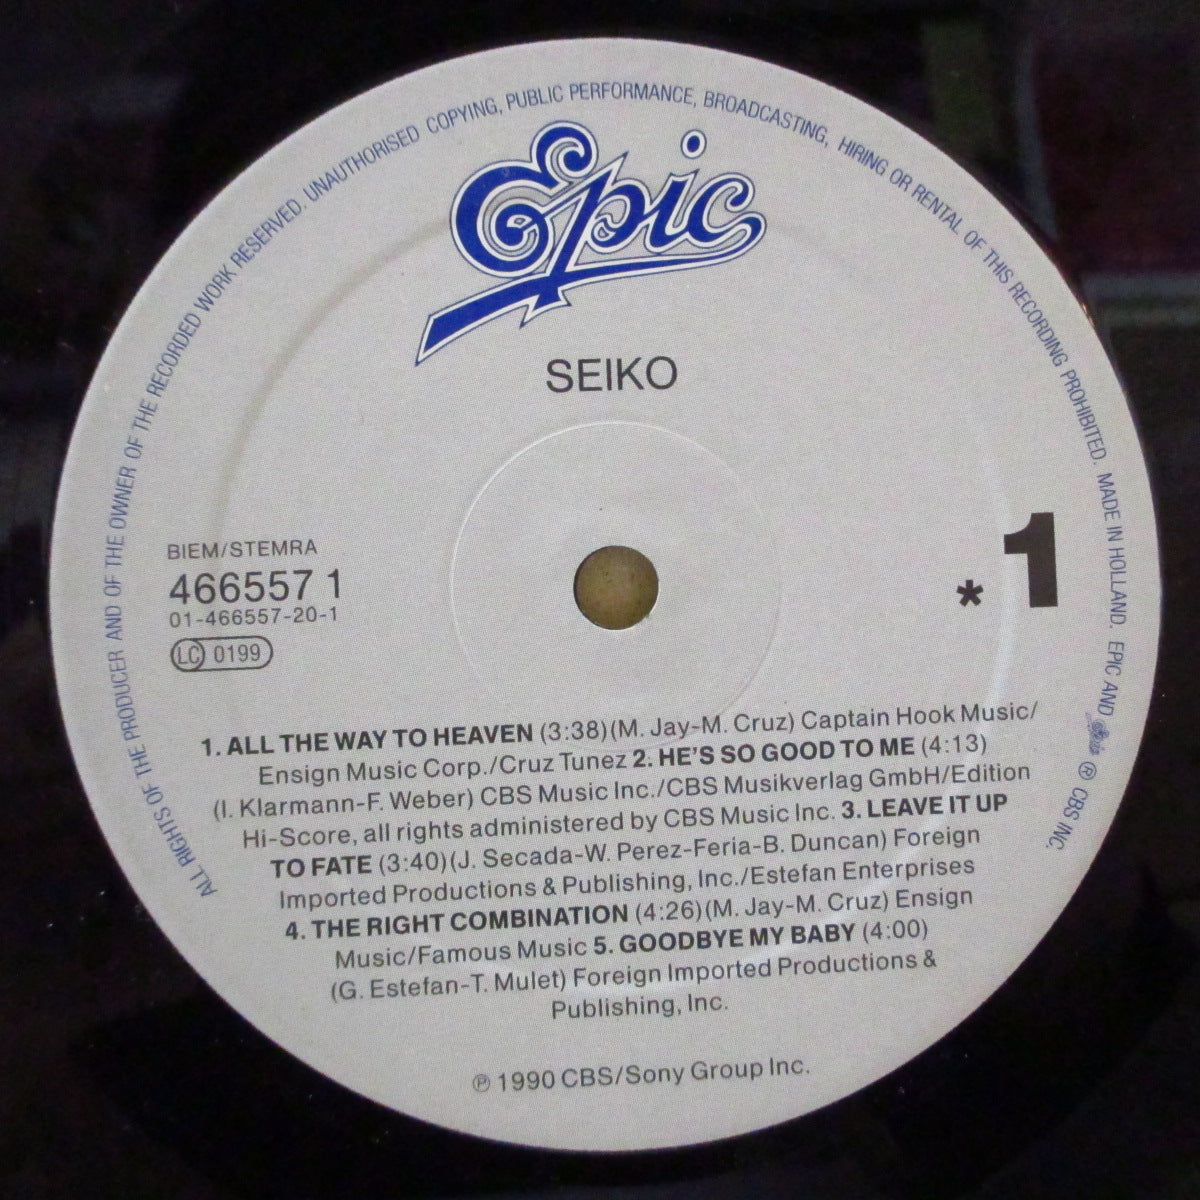 ALL RIGHTS OF THE PRODUCER AND OF THE OWNER OF THE RECORDED WORK RESERVED. UNAUTHORISED COPYING, PUBLIC PERFORMANCE, BROADCASTING, HIRING OR RENTAL OF THIS RECORDING PROHIBITED. MADE IN HOLLAND. EPIC AND Epic ® CBS INC.
Epic
SEIKO
BIEM/STEMRA
466557 1
01-466557-20-1
LC 0199
* 1
1. ALL THE WAY TO HEAVEN (3:38)(M. Jay-M. Cruz) Captain Hook Music/
Ensign Music Corp./Cruz Tunez 2. HE'S SO GOOD TO ME (4:13)
(I. Klarmann-F. Weber) CBS Music Inc./CBS Musikverlag GmbH/Edition
Hi-Score, all rights administered by CBS Music Inc. 3. LEAVE IT UP
TO FATE (3:40)(J. Secada-W. Perez-Feria-B. Duncan) Foreign
Imported Productions & Publishing, Inc./Estefan Enterprises
4. THE RIGHT COMBINATION (4:26)(M. Jay-M. Cruz) Ensign
Music/Famous Music 5. GOODBYE MY BABY (4:00)
(G. Estefan-T. Mulet) Foreign Imported Productions &
Publishing, Inc.
℗ 1990 CBS/Sony Group Inc.